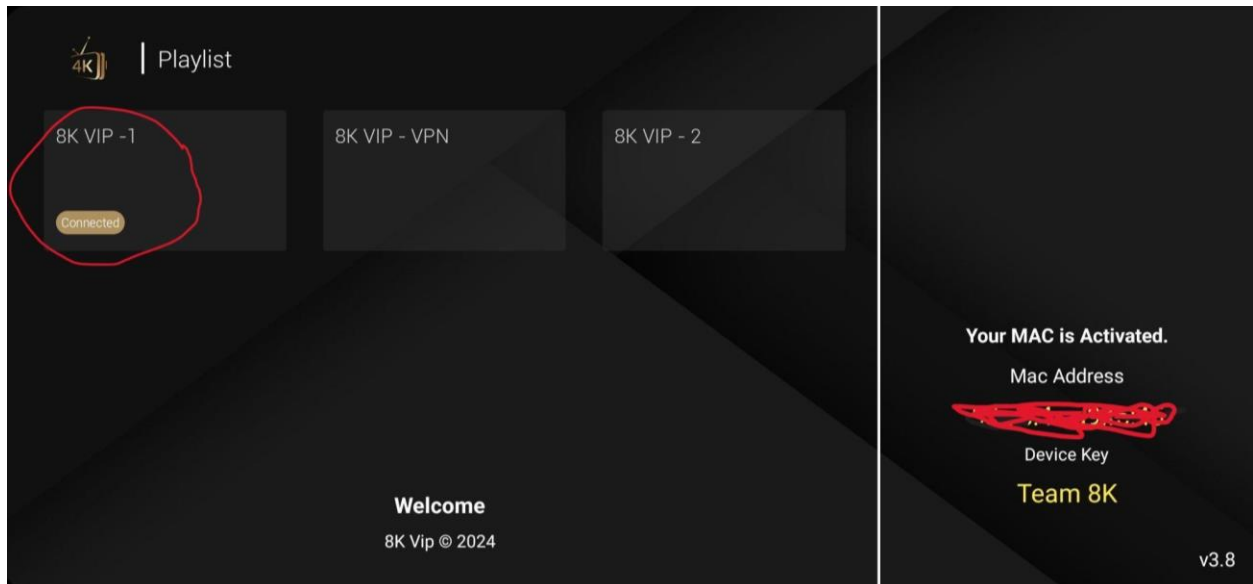 4K
Playlist
8K VIP -1
Connected
8K VIP - VPN
8K VIP - 2
Welcome
8K Vip © 2024
Your MAC is Activated.
Mac Address
Device Key
Team 8K
v3.8